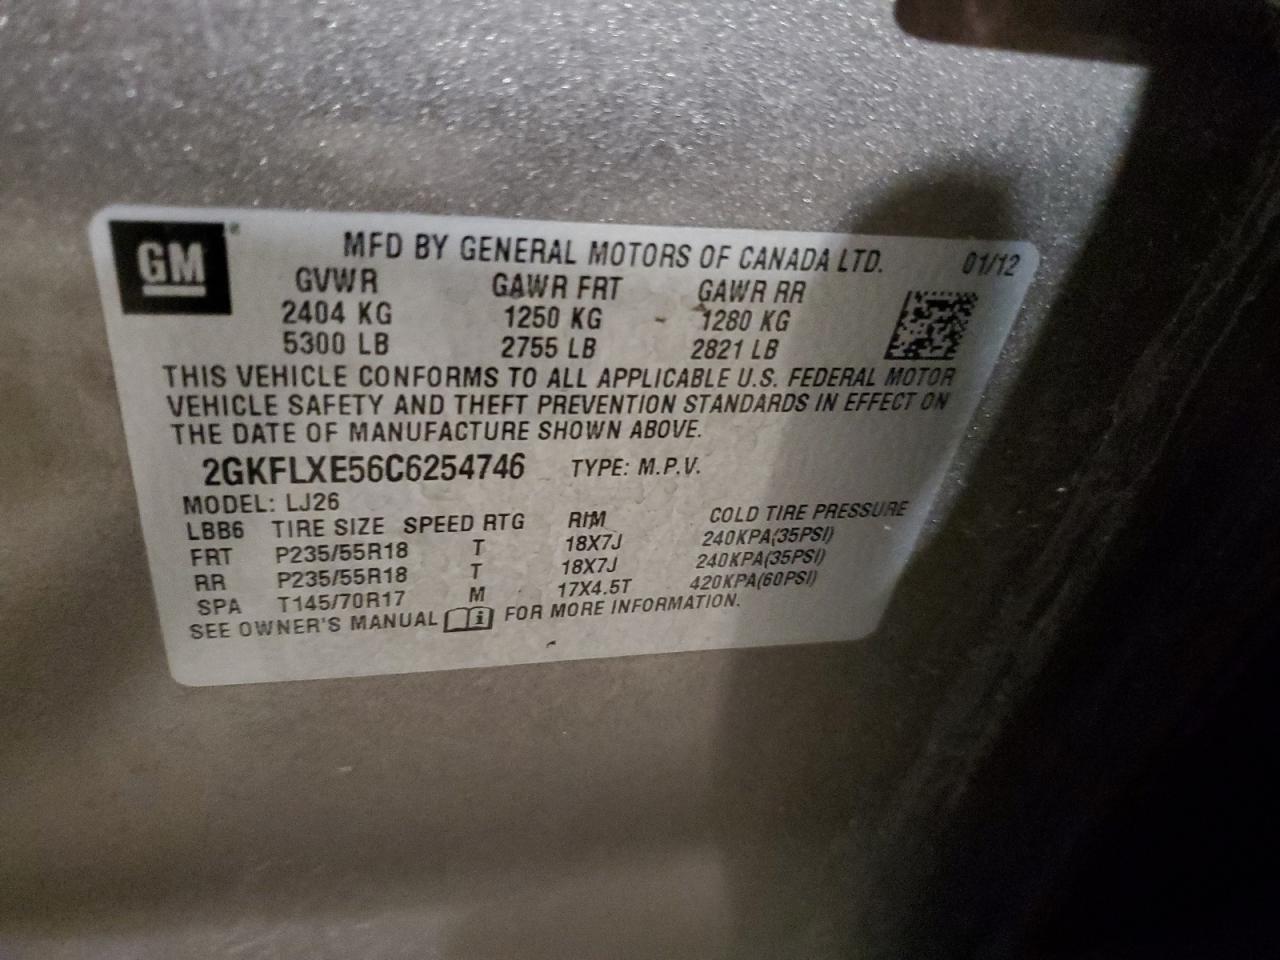 GM® MFD BY GENERAL MOTORS OF CANADA LTD. 01/12
GVWR GAWR FRT GAWR RR
2404 KG 1250 KG 1280 KG
5300 LB 2755 LB 2821 LB
THIS VEHICLE CONFORMS TO ALL APPLICABLE U.S. FEDERAL MOTOR
VEHICLE SAFETY AND THEFT PREVENTION STANDARDS IN EFFECT ON
THE DATE OF MANUFACTURE SHOWN ABOVE.
2GKFLXE56C6254746 TYPE: M.P.V.
MODEL: LJ26
LBB6 TIRE SIZE SPEED RTG RIM COLD TIRE PRESSURE
FRT P235/55R18 T 18X7J 240KPA(35PSI)
RR P235/55R18 T 18X7J 240KPA(35PSI)
SPA T145/70R17 M 17X4.5T 420KPA(60PSI)
SEE OWNER'S MANUAL i FOR MORE INFORMATION.